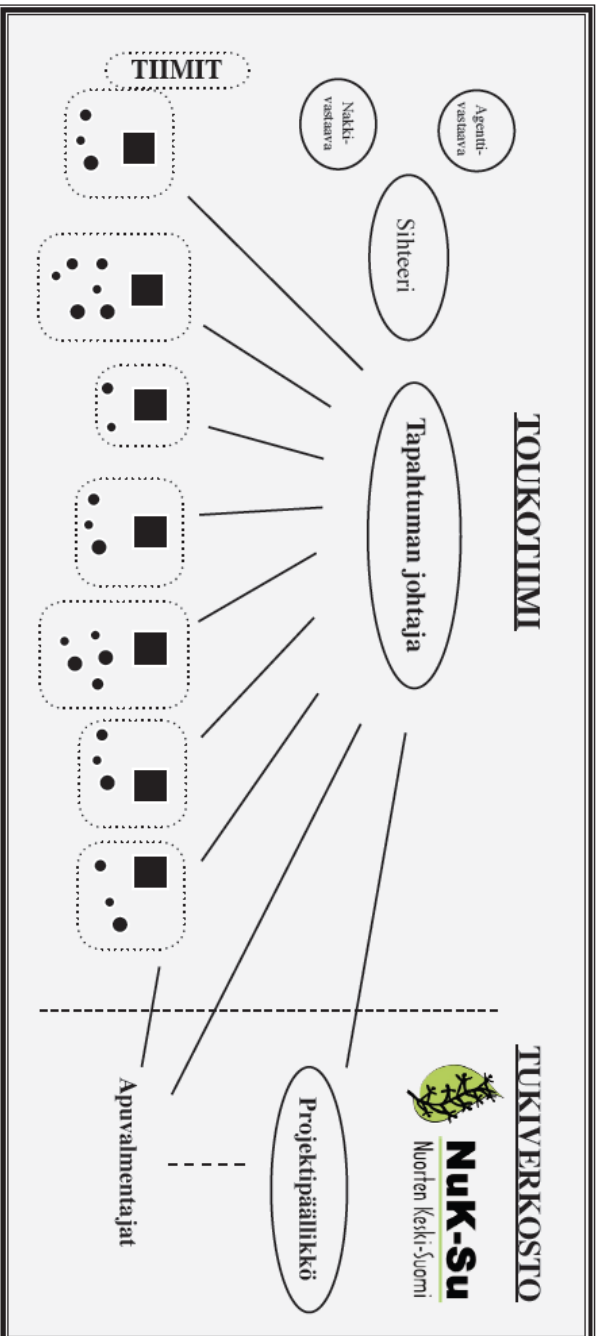 TOUKOTIIMI
TUKIVERKOSTO
Agentti-
vastaava
Nakki-
vastaava
Sihteeri
Tapahtuman johtaja
NuK-Su
Nuorten Keski-Suomi
Projektipäällikkö
Apuvalmentajat
TIIMIT